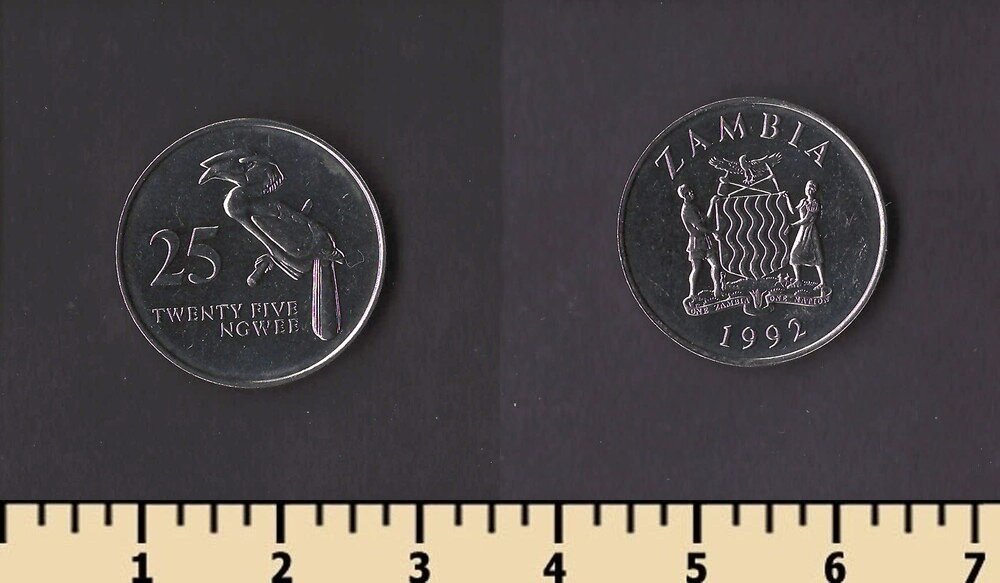 25
TWENTY FIVE
NGWEE
ZAMBIA
ONE ZAMBIA ONE NATION
1992
1 2 3 4 5 6 7